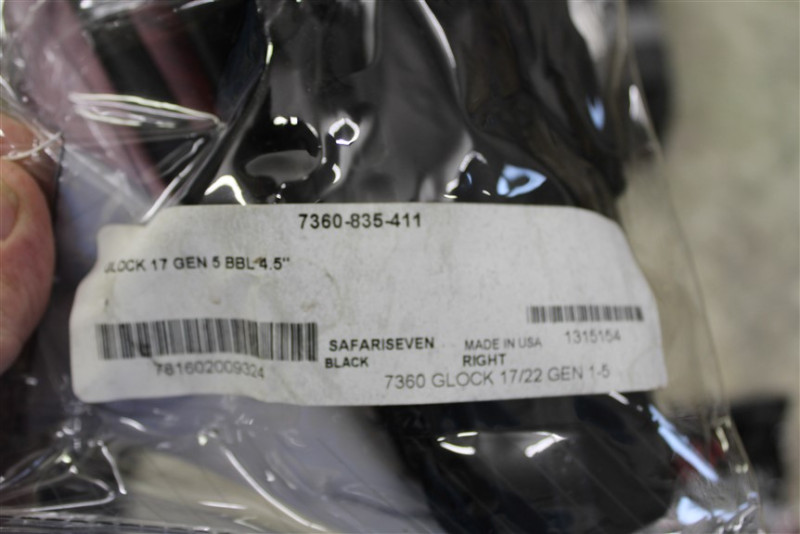 7360-835-411
GLOCK 17 GEN 5 BBL 4.5"
781602009324
SAFARISEVEN
BLACK
MADE IN USA
RIGHT
1315154
7360 GLOCK 17/22 GEN 1-5